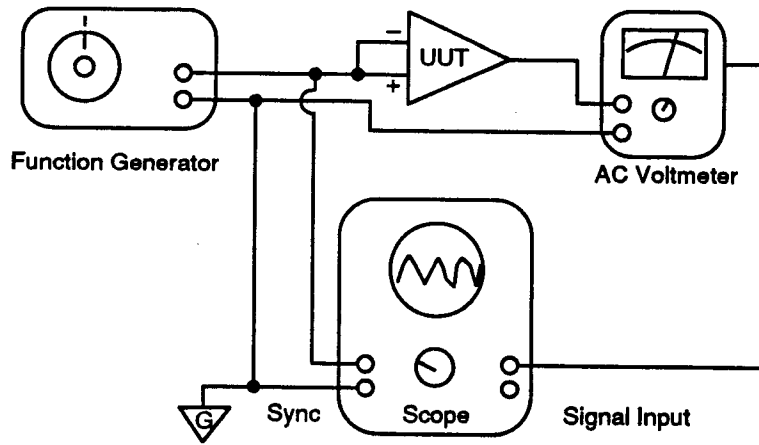 −
UUT
+
Function Generator
AC Voltmeter
G
Sync
Scope
Signal Input